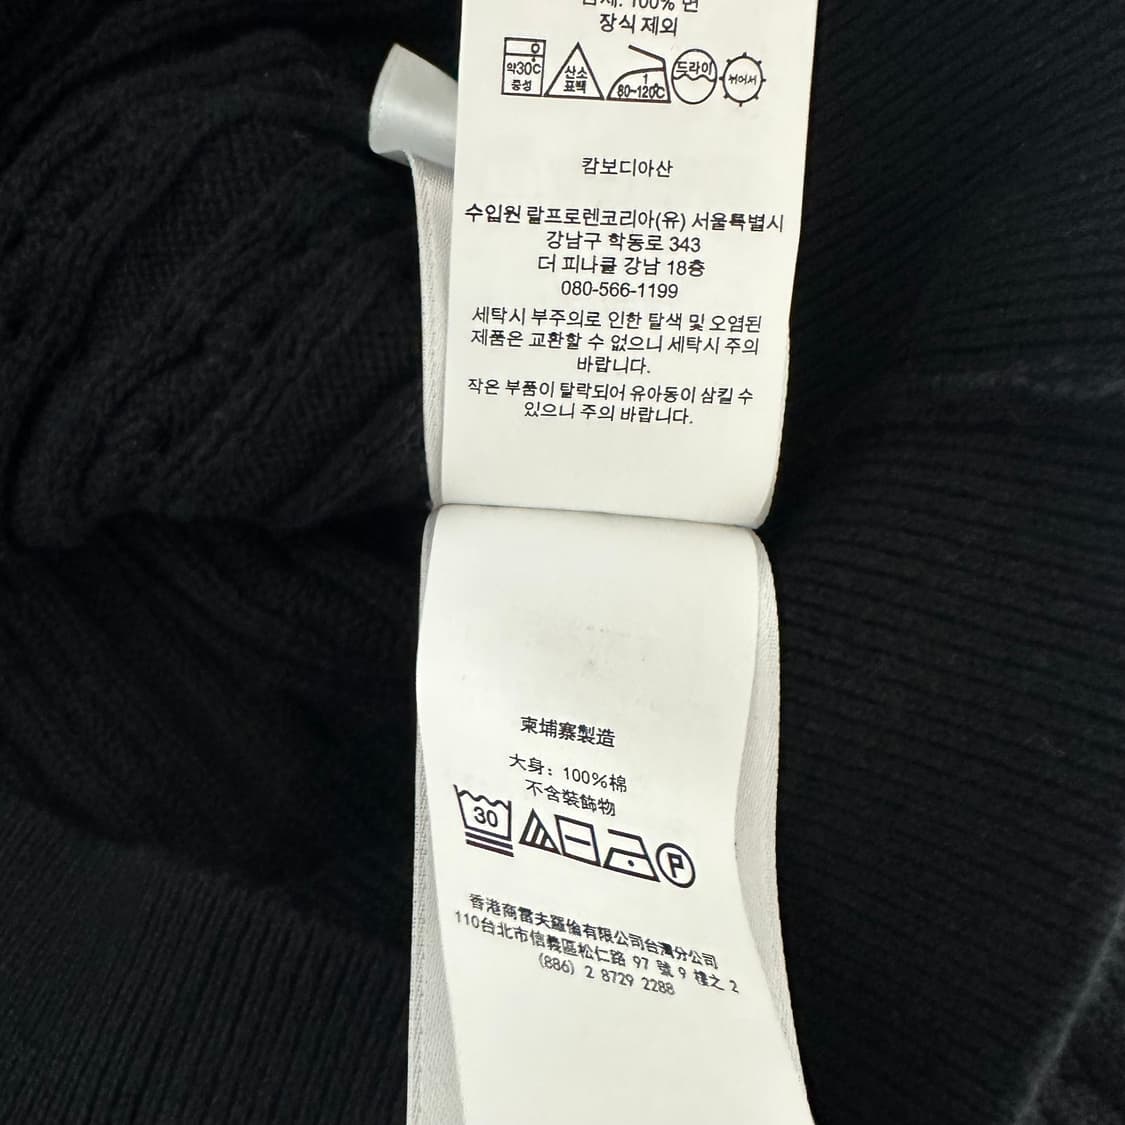 100% 면
장식 제외
약30℃
중성
산소
표백
1
80~120℃
드라이
뉘어서
캄보디아산
수입원 랄프로렌코리아(유) 서울특별시
강남구 학동로 343
더 피나클 강남 18층
080-566-1199
세탁시 부주의로 인한 탈색 및 오염된
제품은 교환할 수 없으니 세탁시 주의
바랍니다.
작은 부품이 탈락되어 유아동이 삼킬 수
있으니 주의 바랍니다.
柬埔寨製造
大身: 100%棉
不含裝飾物
30
P
香港商雷夫羅倫有限公司台灣分公司
110台北市信義區松仁路 97 號 9 樓之 2
(886) 2 8729 2288